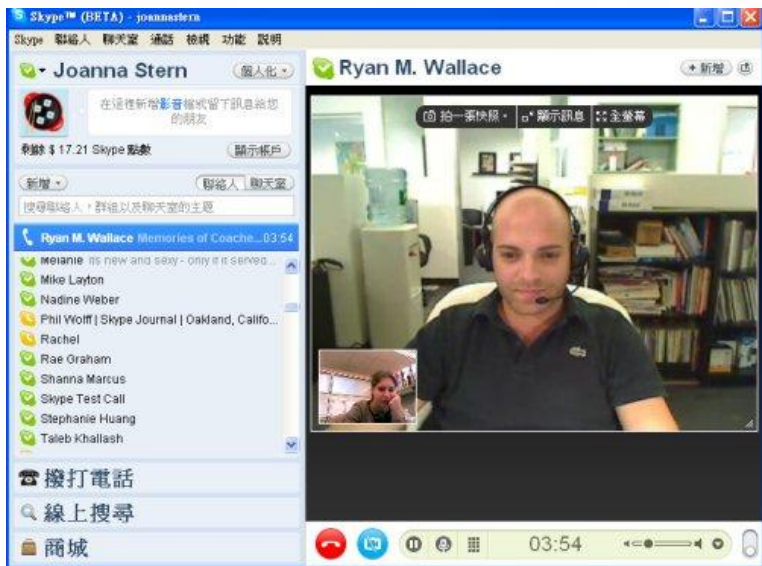 Skype™ (BETA) - joannastern
Skype 聯絡人 聊天室 通話 檢視 功能 說明
Joanna Stern
個人化
在這裡新增影音檔或留下訊息給您
的朋友
剩餘 $ 17.21 Skype 點數
顯示帳戶
新增
聯絡人 聊天室
搜尋聯絡人，群組以及聊天室的主題
Ryan M. Wallace Memories of Coache...03:54
Melanie Its new and sexy - only if it served...
Mike Layton
Nadine Weber
Phil Wolff | Skype Journal | Oakland, Califo...
Rachel
Rae Graham
Shanna Marcus
Skype Test Call
Stephanie Huang
Taleb Khallash
撥打電話
線上搜尋
商城
Ryan M. Wallace
+新增
拍一張快照 顯示訊息 全螢幕
03:54